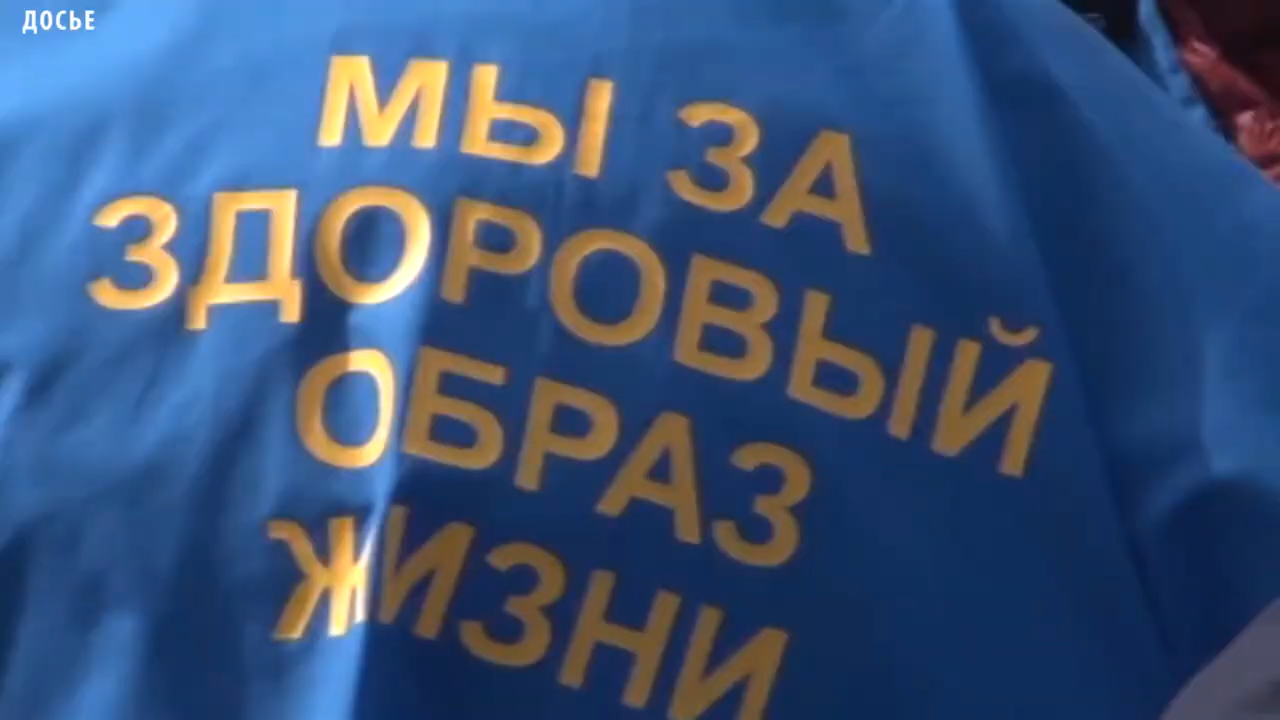 ДОСЬЕ
МЫ ЗА
ЗДОРОВЫЙ
ОБРАЗ
ЖИЗНИ